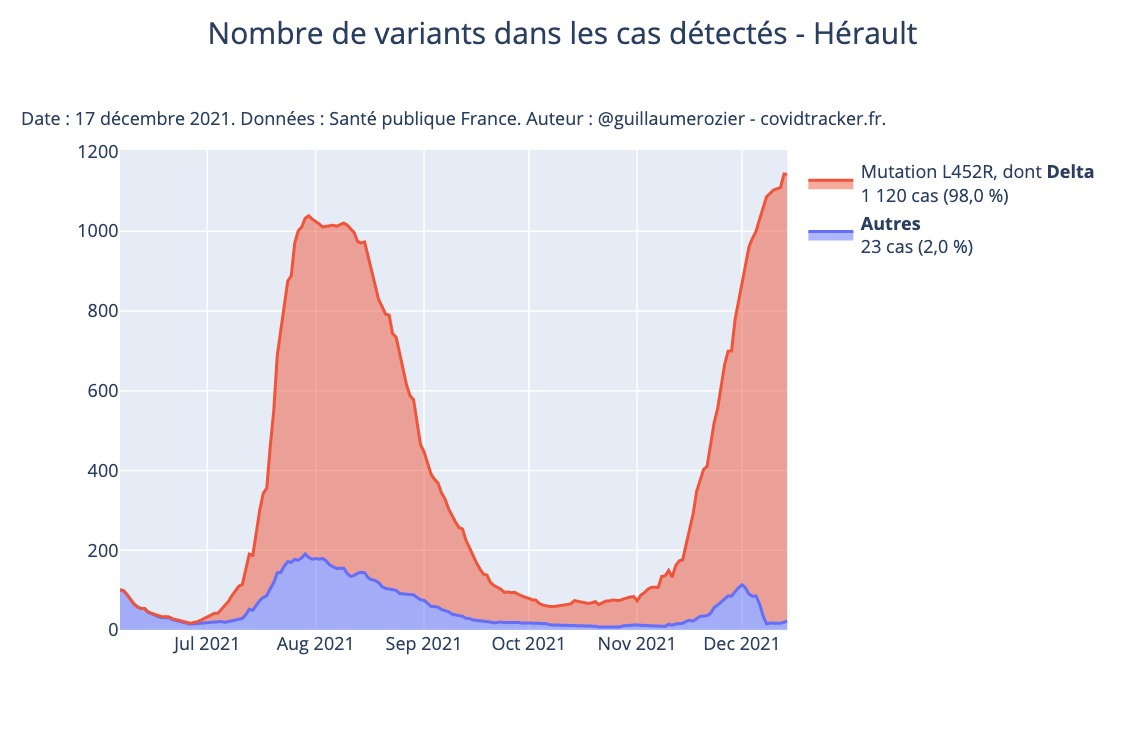 Nombre de variants dans les cas détectés - Hérault
Date : 17 décembre 2021. Données : Santé publique France. Auteur : @guillaumerozier - covidtracker.fr.
1200
1000
800
600
400
200
0
Jul 2021
Aug 2021
Sep 2021
Oct 2021
Nov 2021
Dec 2021
Mutation L452R, dont Delta
1 120 cas (98,0 %)
Autres
23 cas (2,0 %)